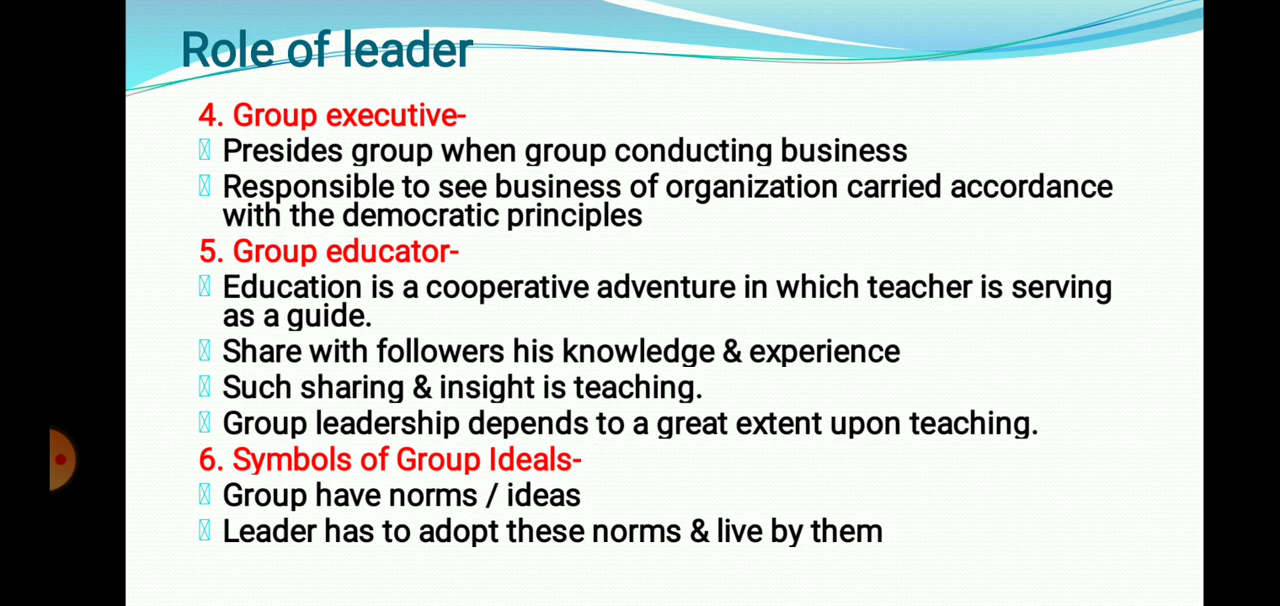 Role of leader
4. Group executive-
Presides group when group conducting business
Responsible to see business of organization carried accordance
with the democratic principles
5. Group educator-
Education is a cooperative adventure in which teacher is serving
as a guide.
Share with followers his knowledge & experience
Such sharing & insight is teaching.
Group leadership depends to a great extent upon teaching.
6. Symbols of Group Ideals-
Group have norms / ideas
Leader has to adopt these norms & live by them